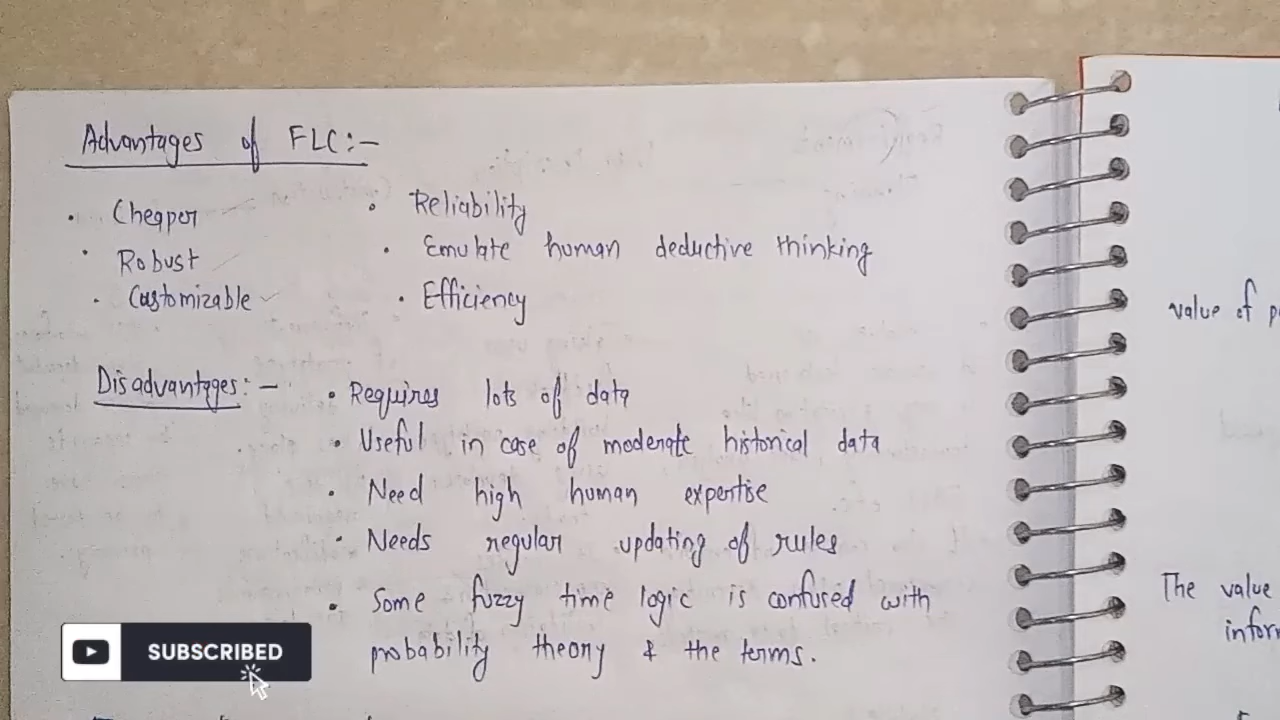 Advantages of FLC:-
• Cheaper
• Robust
• Customizable
• Reliability
• Emulate human deductive thinking
• Efficiency
Disadvantages:-
• Requires lots of data
• Useful in case of moderate historical data
• Need high human expertise
• Needs regular updating of rules
• Some fuzzy time logic is confused with
probability theory & the terms.
SUBSCRIBED
value of
The value